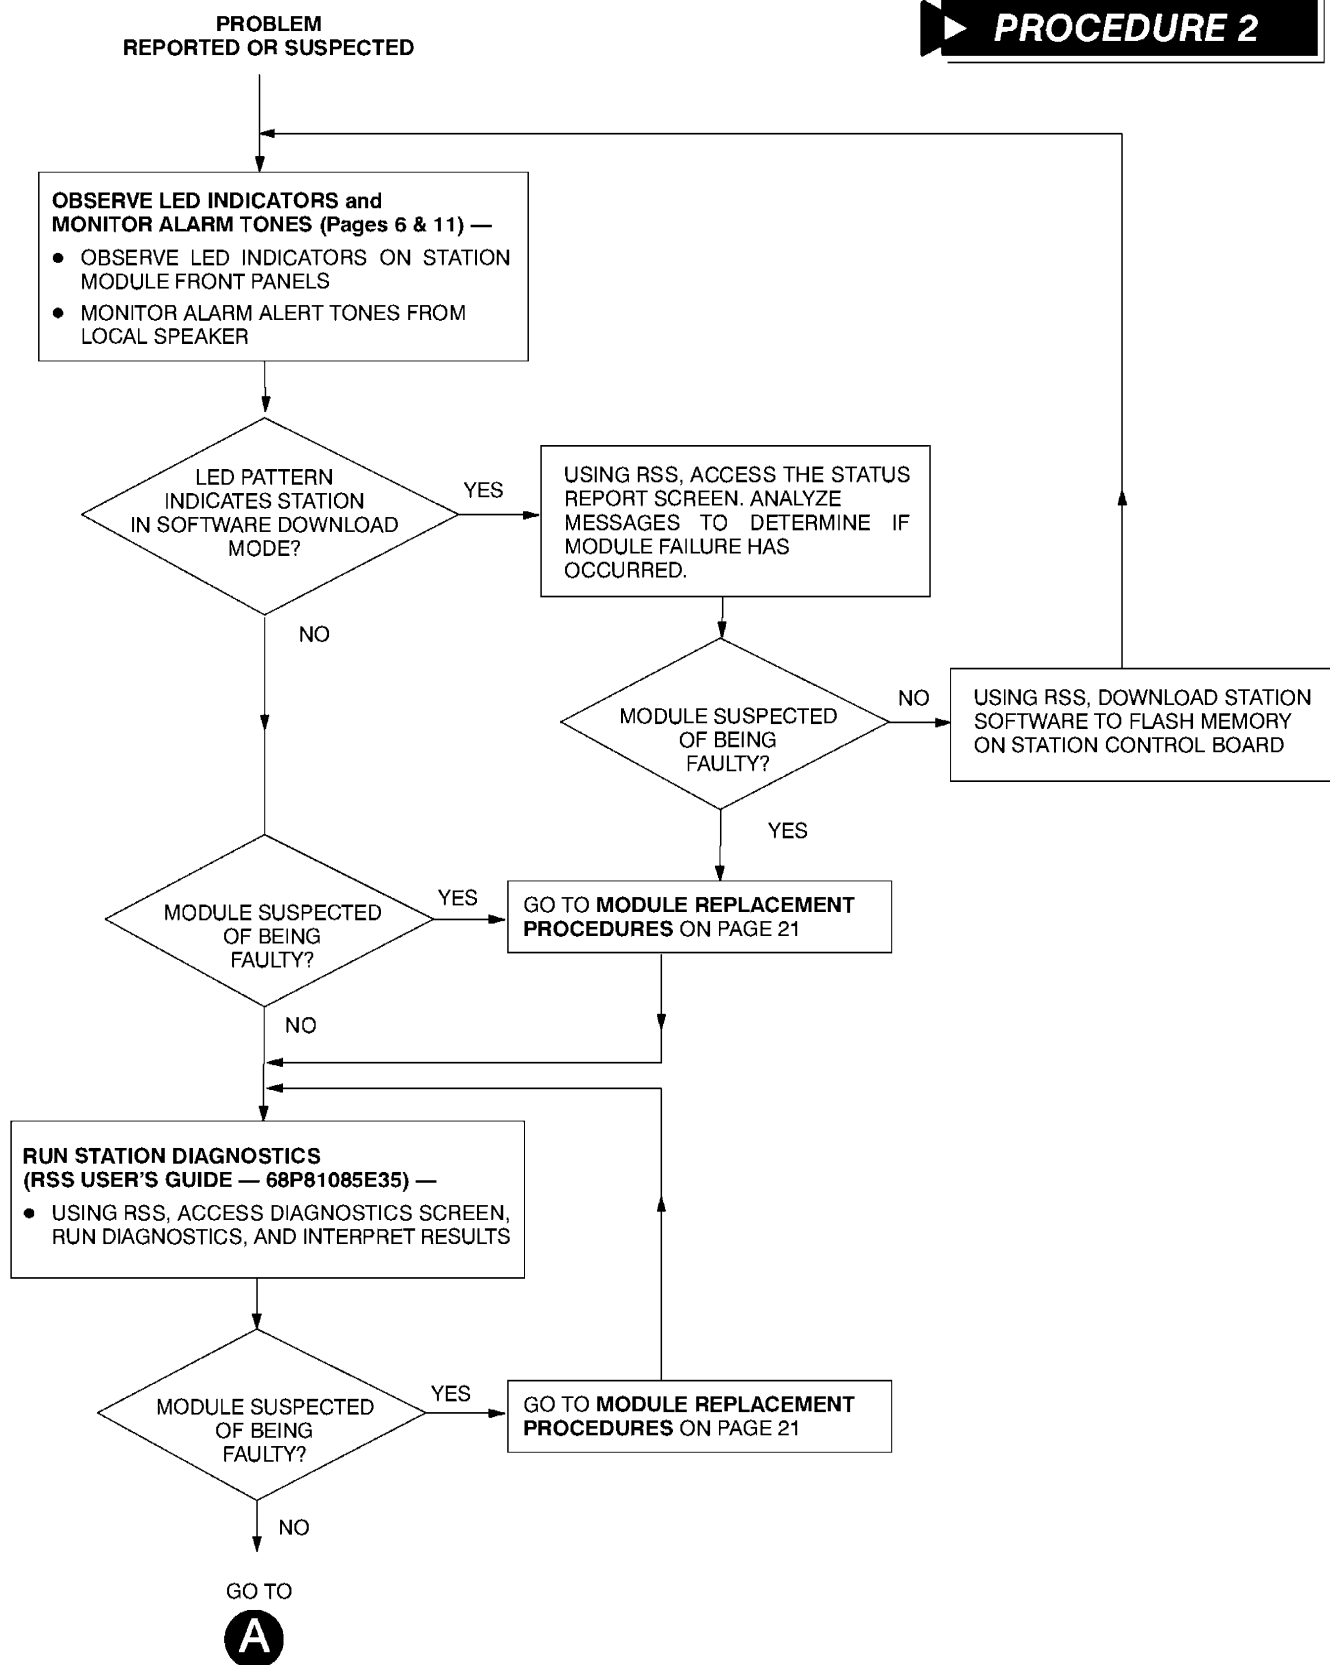 PROBLEM
REPORTED OR SUSPECTED
PROCEDURE 2
OBSERVE LED INDICATORS and
MONITOR ALARM TONES (Pages 6 & 11) —
● OBSERVE LED INDICATORS ON STATION
MODULE FRONT PANELS
● MONITOR ALARM ALERT TONES FROM
LOCAL SPEAKER
LED PATTERN
INDICATES STATION
IN SOFTWARE DOWNLOAD
MODE?
YES
USING RSS, ACCESS THE STATUS
REPORT SCREEN. ANALYZE
MESSAGES TO DETERMINE IF
MODULE FAILURE HAS
OCCURRED.
NO
MODULE SUSPECTED
OF BEING
FAULTY?
NO
USING RSS, DOWNLOAD STATION
SOFTWARE TO FLASH MEMORY
ON STATION CONTROL BOARD
YES
MODULE SUSPECTED
OF BEING
FAULTY?
YES
GO TO MODULE REPLACEMENT
PROCEDURES ON PAGE 21
NO
RUN STATION DIAGNOSTICS
(RSS USER'S GUIDE — 68P81085E35) —
● USING RSS, ACCESS DIAGNOSTICS SCREEN,
RUN DIAGNOSTICS, AND INTERPRET RESULTS
MODULE SUSPECTED
OF BEING
FAULTY?
YES
GO TO MODULE REPLACEMENT
PROCEDURES ON PAGE 21
NO
GO TO
A